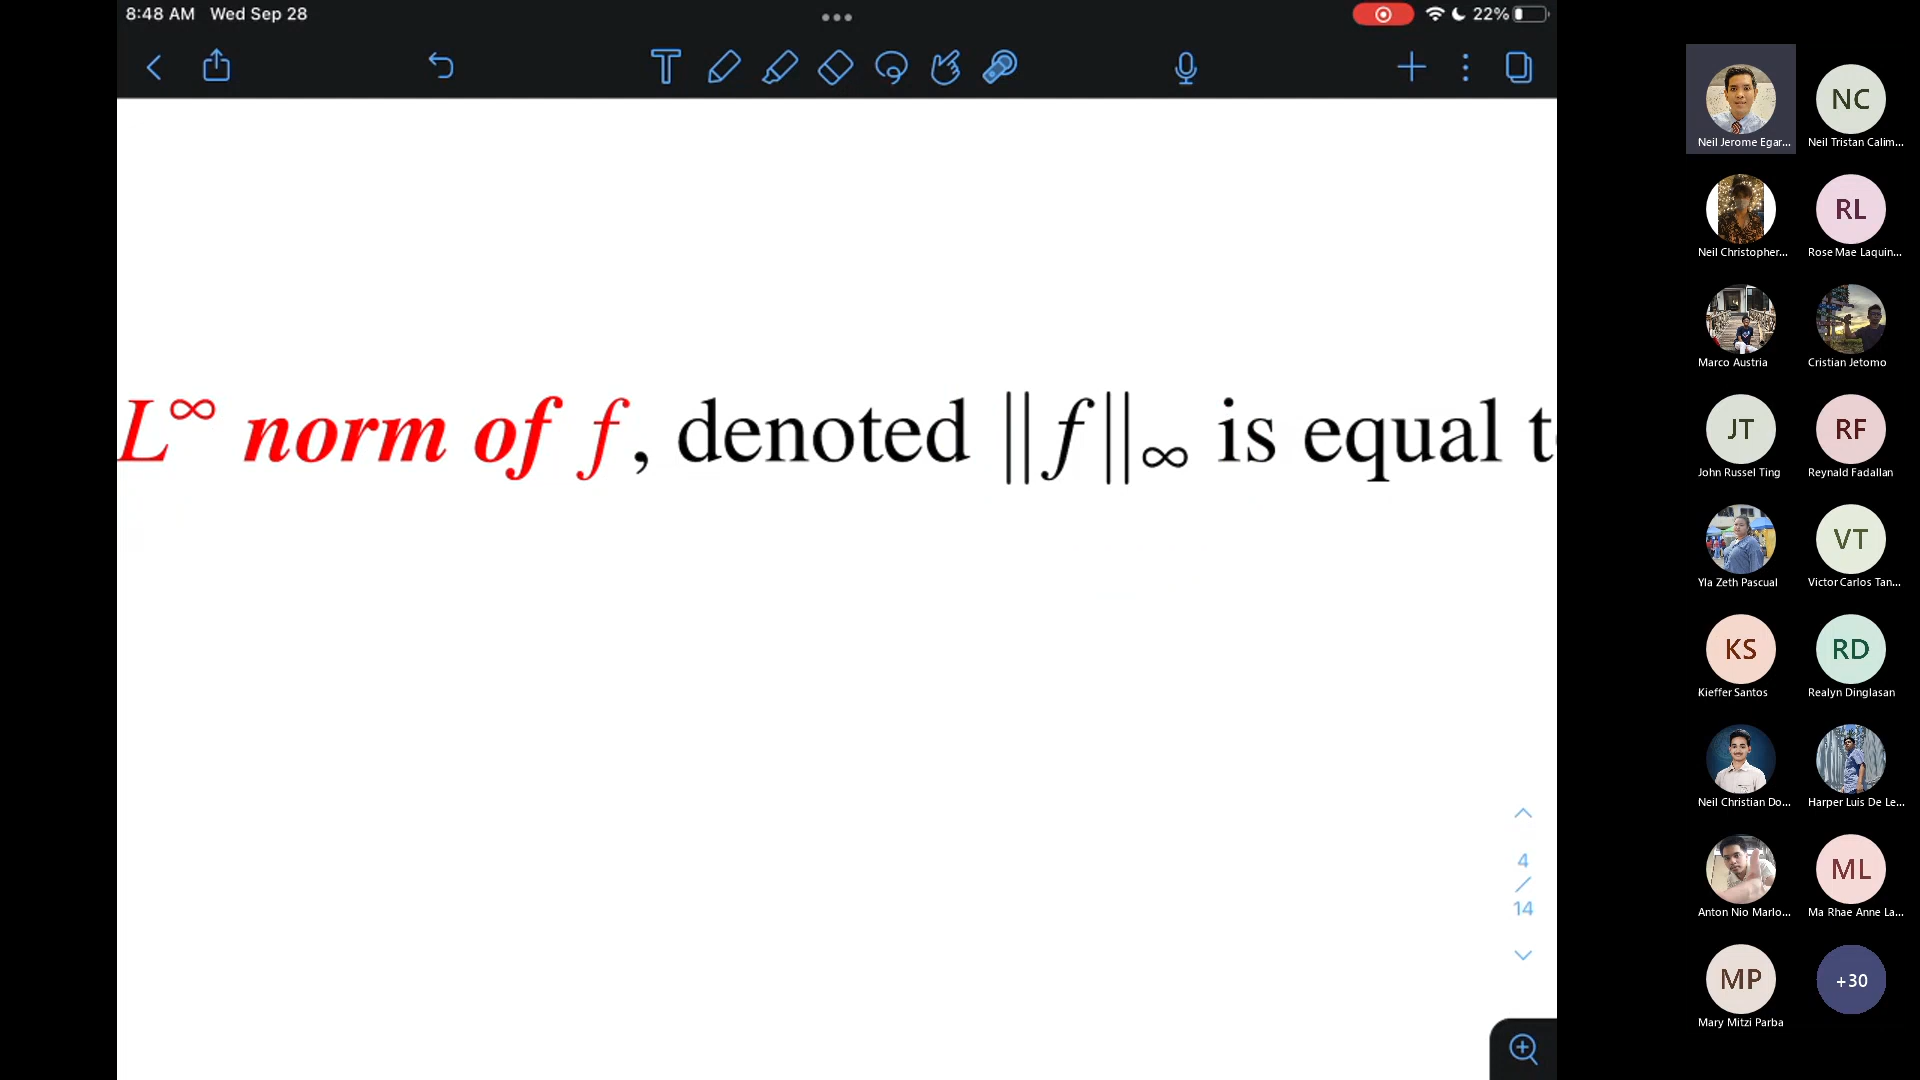 8:48 AM Wed Sep 28
22%
L∞ norm of f, denoted ||f||∞ is equal t
4
/
14
Neil Jerome Egar...
NC
Neil Tristan Calim...
Neil Christopher...
RL
Rose Mae Laquin...
Marco Austria
Cristian Jetomo
JT
John Russel Ting
RF
Reynald Fadallan
Yla Zeth Pascual
VT
Victor Carlos Tan...
KS
Kieffer Santos
RD
Realyn Dinglasan
Neil Christian Do...
Harper Luis De Le...
Anton Nio Marlo...
ML
Ma Rhae Anne La...
MP
Mary Mitzi Parba
+30